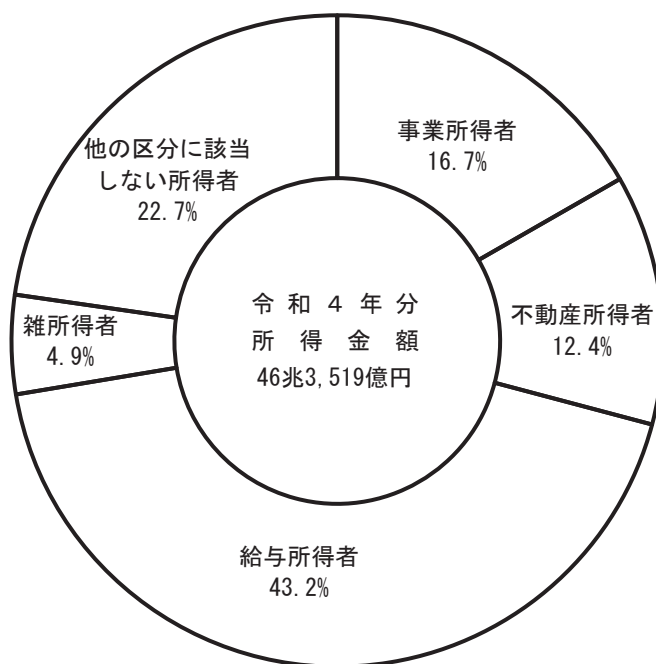 事業所得者
16.7%
他の区分に該当
しない所得者
22.7%
令和4年分
所得金額
46兆3,519億円
不動産所得者
12.4%
雑所得者
4.9%
給与所得者
43.2%